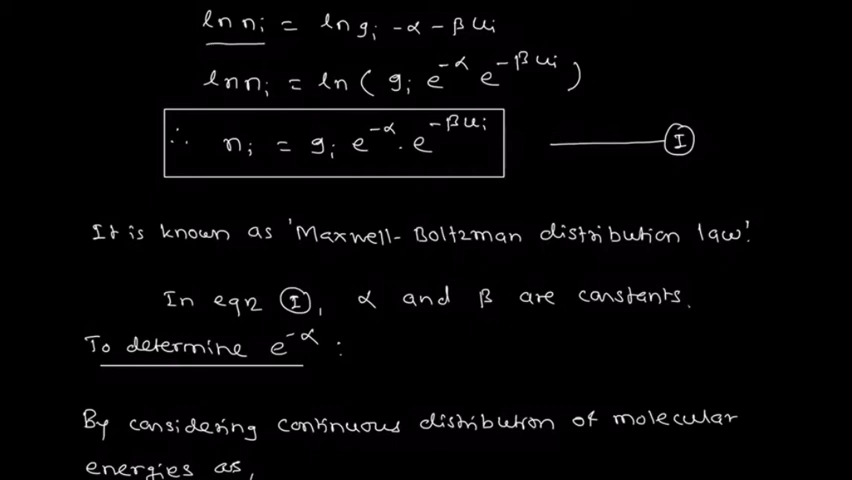 ln nᵢ = ln gᵢ -α - βuᵢ
ln nᵢ = ln ( gᵢ e^-α e^-βuᵢ )
∴ nᵢ = gᵢ e^-α . e^-βuᵢ ——— I
It is known as 'Maxwell-Boltzman distribution law'.
In eqn I, α and β are constants.
To determine e^-α :
By considering continuous distribution of molecular
energies as,